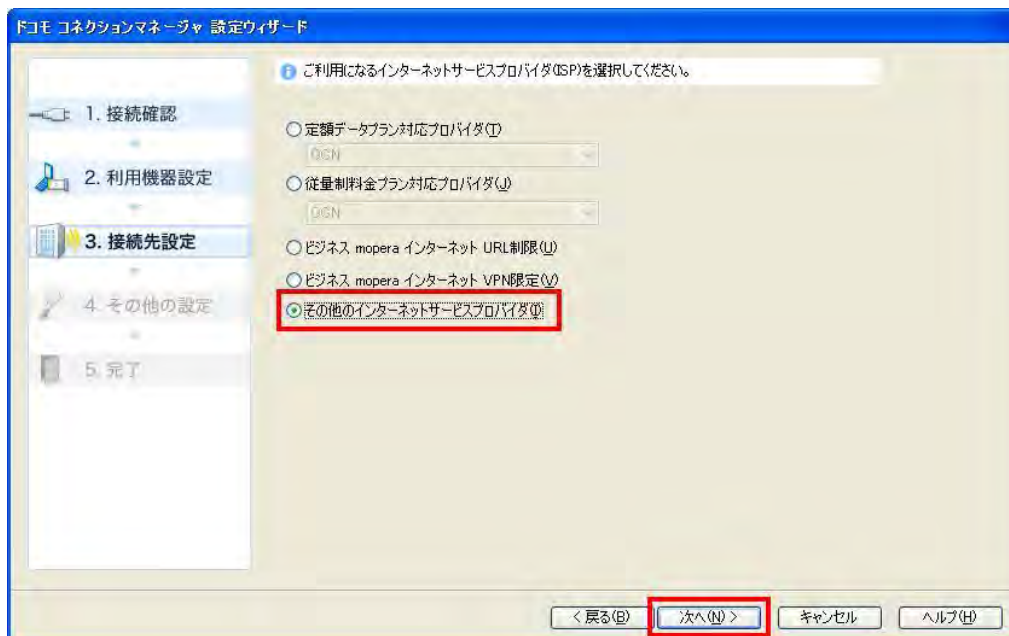 ドコモ コネクションマネージャ 設定ウィザード
ご利用になるインターネットサービスプロバイダ(ISP)を選択してください。
1. 接続確認
2. 利用機器設定
3. 接続先設定
4. その他の設定
5. 完了
定額データプラン対応プロバイダ(T)
OCN
従量制料金プラン対応プロバイダ(J)
OCN
ビジネス mopera インターネット URL制限(U)
ビジネス mopera インターネット VPN限定(V)
その他のインターネットサービスプロバイダ(I)
< 戻る(B)
次へ(N) >
キャンセル
ヘルプ(H)